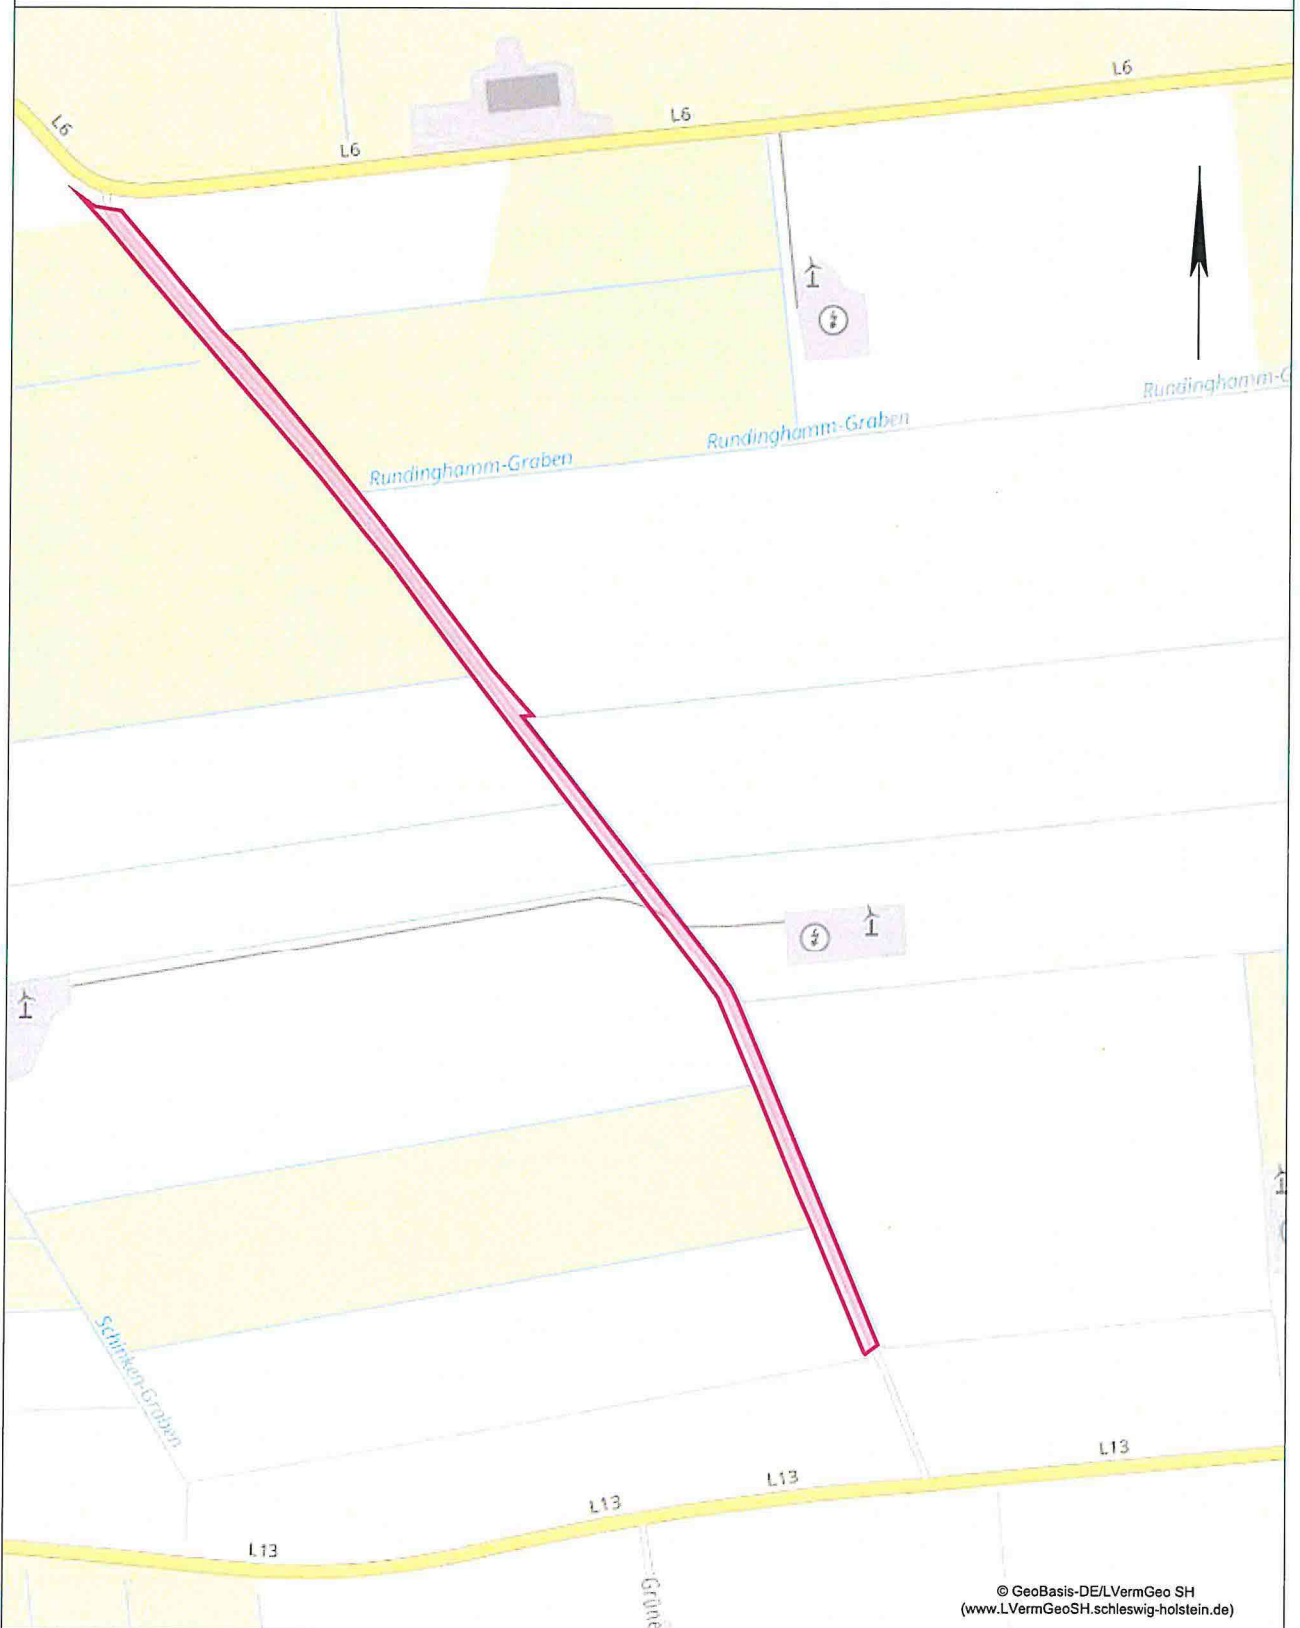 L6
L6
L6
L6
Rundinghamm-G
Rundinghamm-Graben
Rundinghamm-Graben
Schinken-Graben
L13
L13
L13
L13
Grüne
© GeoBasis-DE/LVermGeo SH
(www.LVermGeoSH.schleswig-holstein.de)